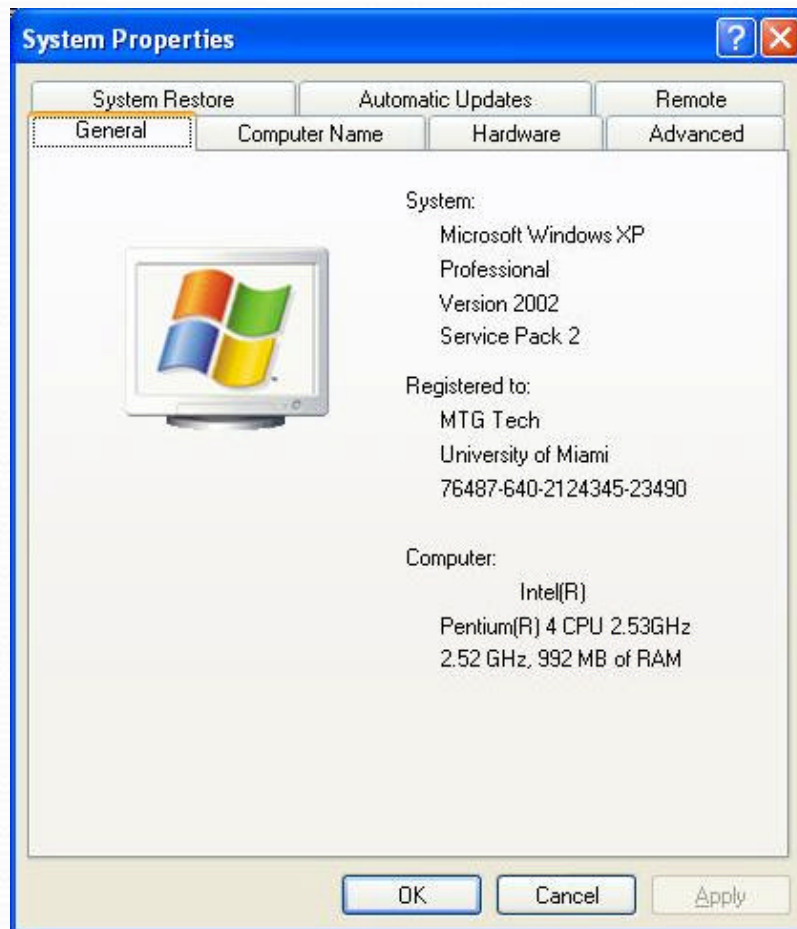 System Properties
System Restore
Automatic Updates
Remote
General
Computer Name
Hardware
Advanced
System:
Microsoft Windows XP
Professional
Version 2002
Service Pack 2
Registered to:
MTG Tech
University of Miami
76487-640-2124345-23490
Computer:
Intel(R)
Pentium(R) 4 CPU 2.53GHz
2.52 GHz, 992 MB of RAM
OK
Cancel
Apply